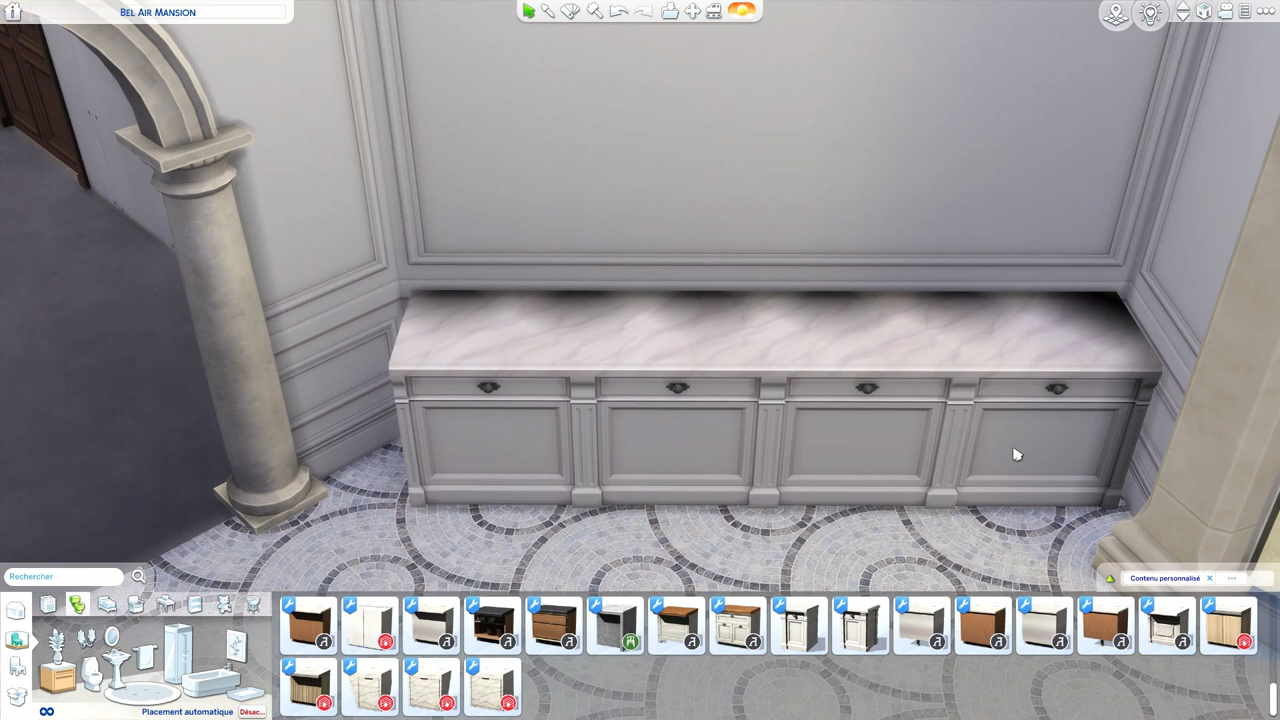 Bel Air Mansion
Rechercher
Contenu personnalisé
Placement automatique
Désac...